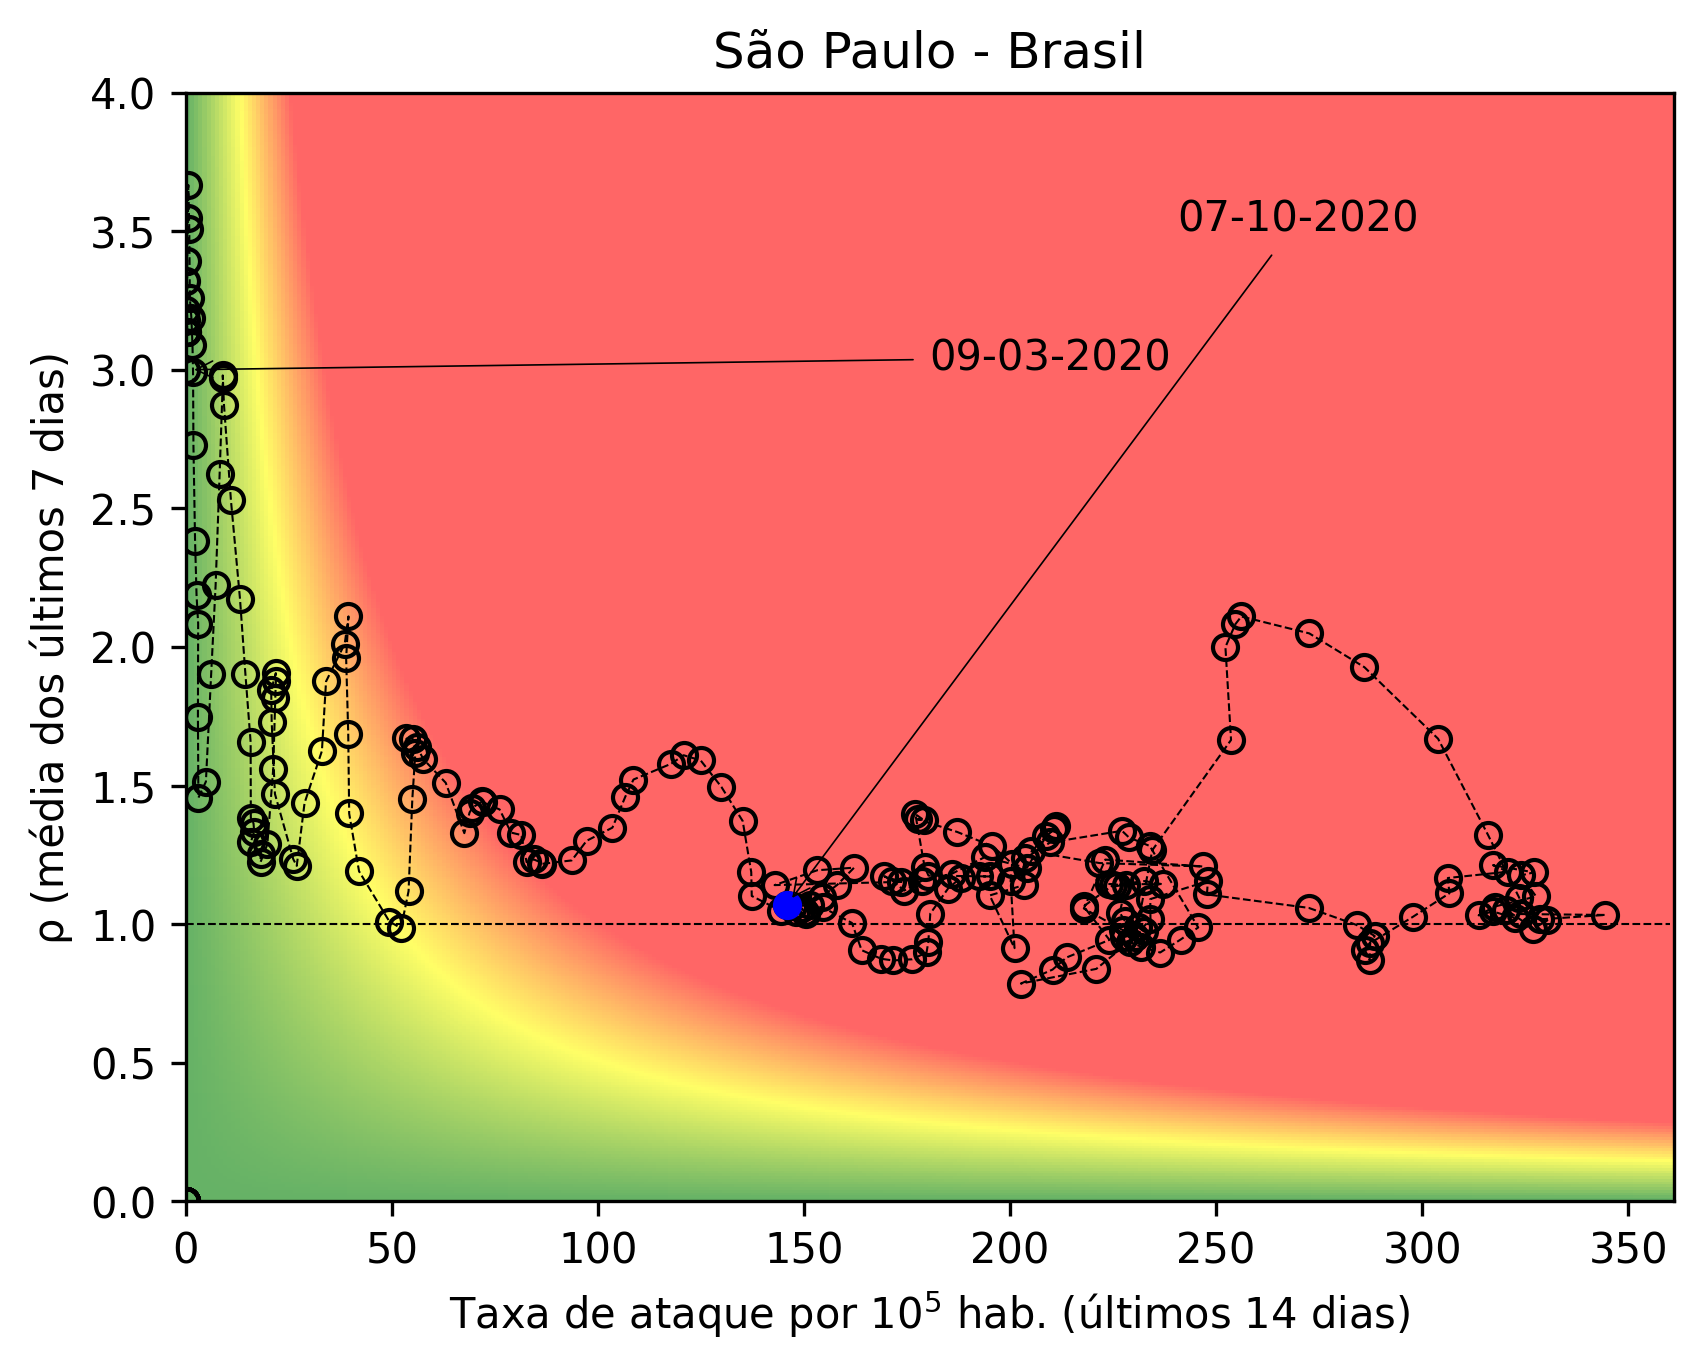 São Paulo - Brasil
4.0
3.5
3.0
2.5
2.0
1.5
1.0
0.5
0.0
ρ (média dos últimos 7 dias)
07-10-2020
09-03-2020
0 50 100 150 200 250 300 350
Taxa de ataque por 10⁵ hab. (últimos 14 dias)